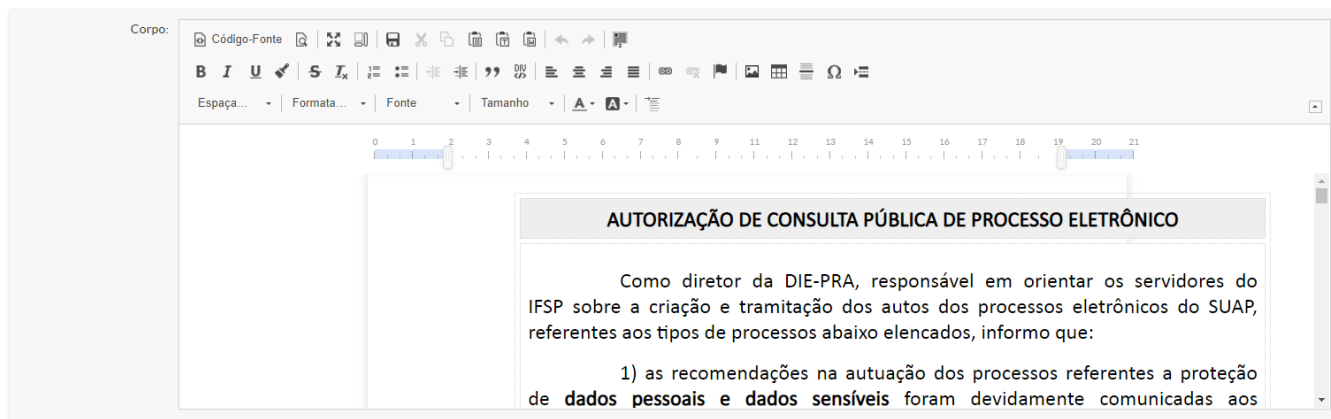 Corpo:
Código-Fonte
B I U S Ix DIV Ω
Espaça... Formata... Fonte Tamanho A A
0 1 2 3 4 5 6 7 8 9 11 12 13 14 15 16 17 18 19 20 21
AUTORIZAÇÃO DE CONSULTA PÚBLICA DE PROCESSO ELETRÔNICO
Como diretor da DIE-PRA, responsável em orientar os servidores do
IFSP sobre a criação e tramitação dos autos dos processos eletrônicos do SUAP,
referentes aos tipos de processos abaixo elencados, informo que:
1) as recomendações na autuação dos processos referentes a proteção
de dados pessoais e dados sensíveis foram devidamente comunicadas aos